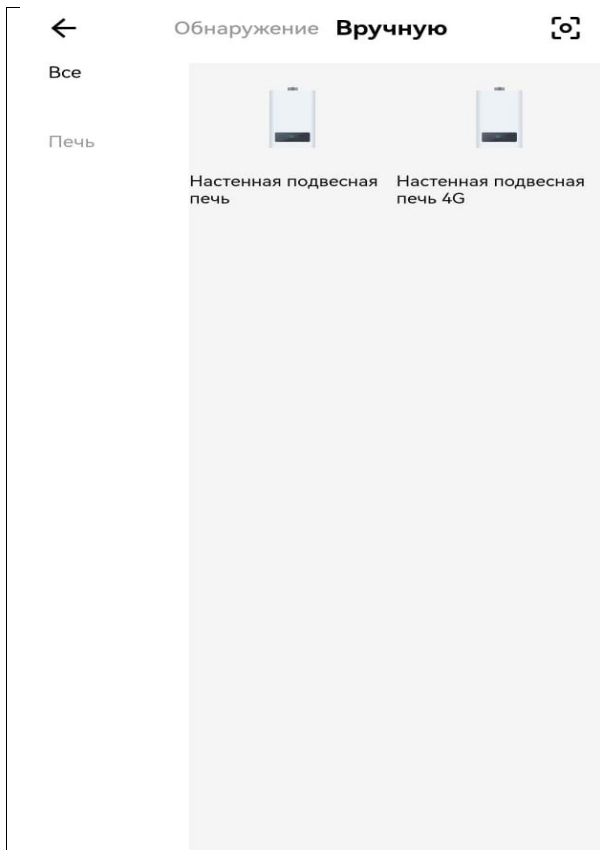 Обнаружение Вручную
Все
Печь
Настенная подвесная
печь
Настенная подвесная
печь 4G